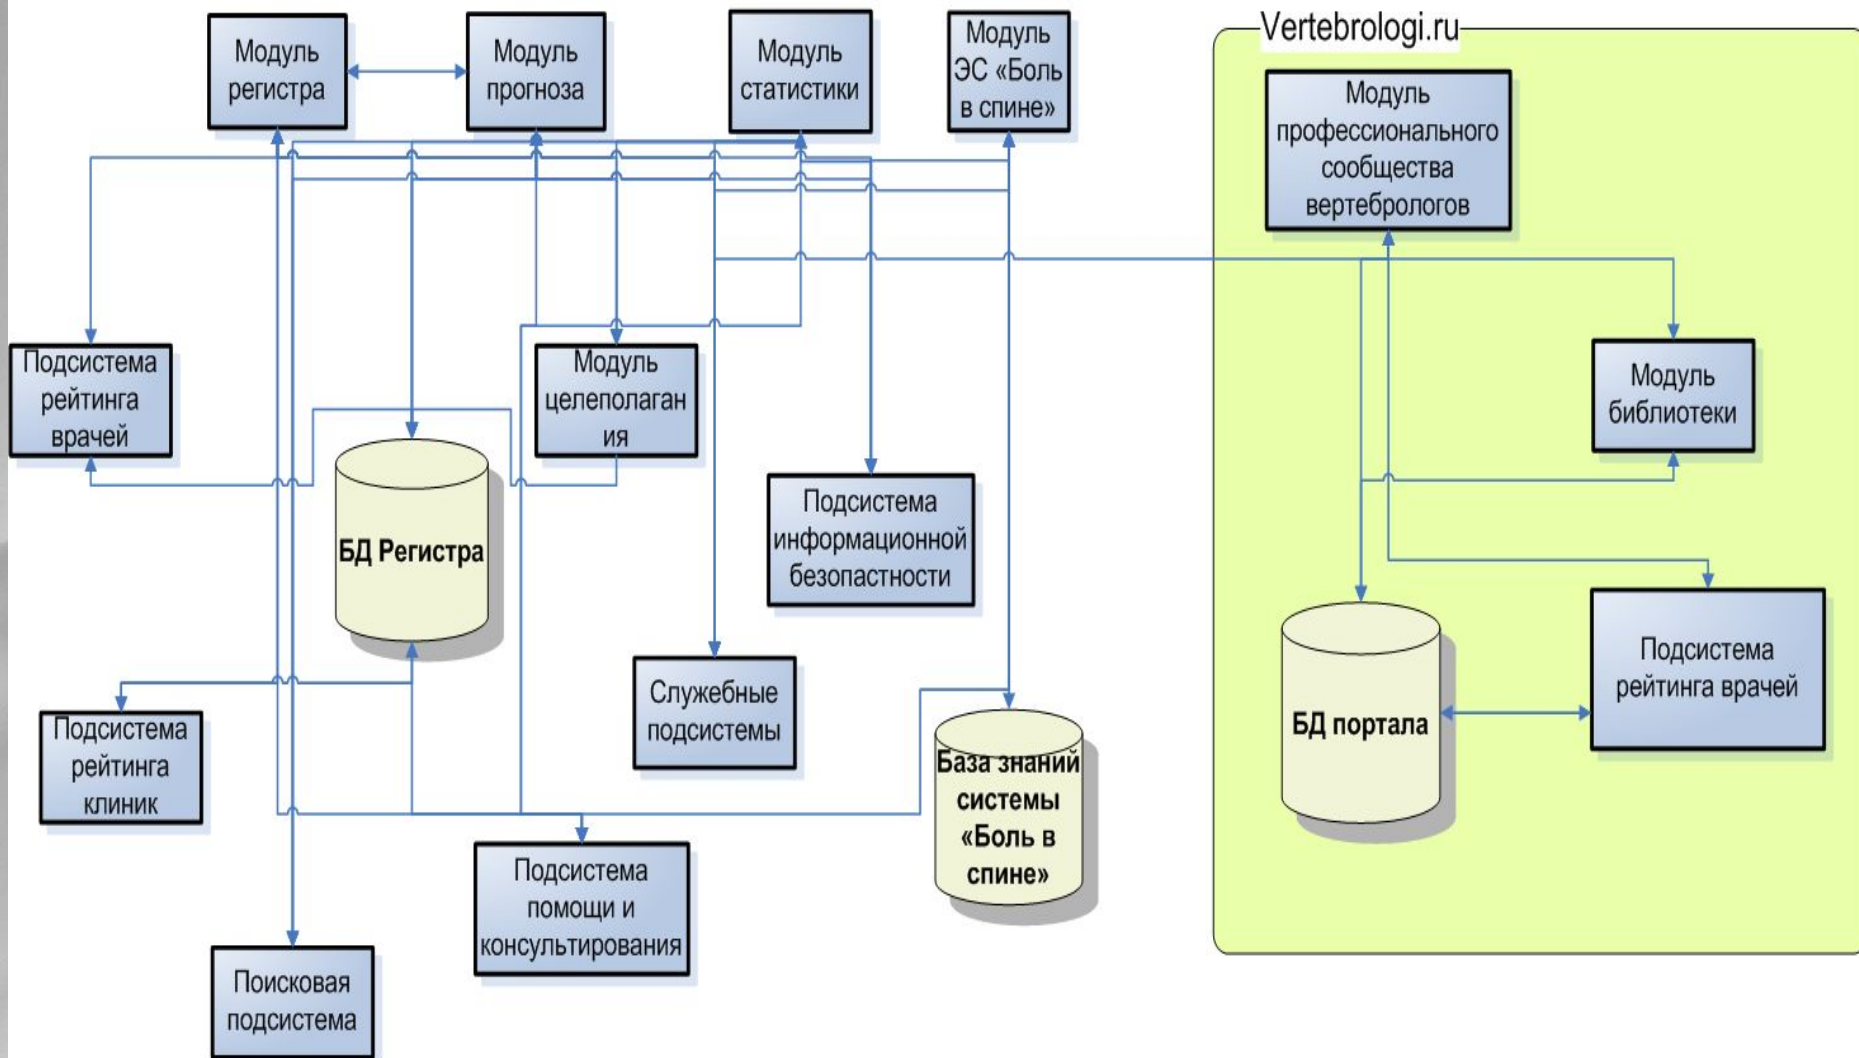 Модуль
регистра
Модуль
прогноза
Модуль
статистики
Модуль
ЭС «Боль
в спине»
Vertebrologi.ru
Модуль
профессионального
сообщества
вертебрологов
Подсистема
рейтинга
врачей
Модуль
целеполаган
ия
Модуль
библиотеки
БД Регистра
Подсистема
информационной
безопастности
Подсистема
рейтинга
клиник
Служебные
подсистемы
База знаний
системы
«Боль в
спине»
БД портала
Подсистема
рейтинга врачей
Подсистема
помощи и
консультирования
Поисковая
подсистема